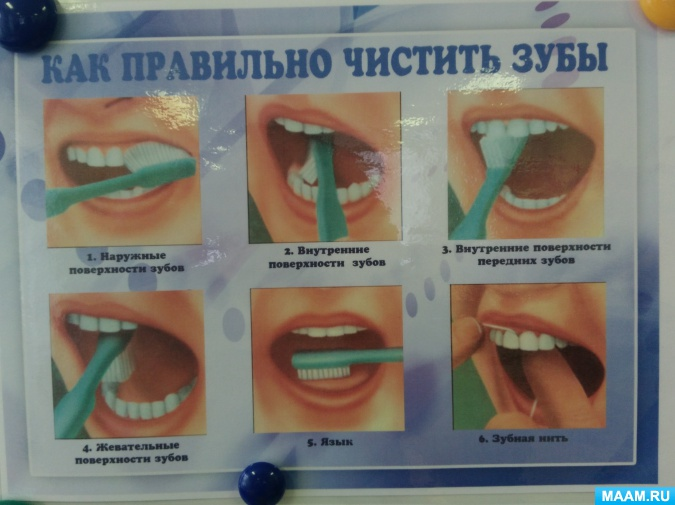 КАК ПРАВИЛЬНО ЧИСТИТЬ ЗУБЫ
1. Наружные
поверхности зубов
2. Внутренние
поверхности зубов
3. Внутренние поверхности
передних зубов
4. Жевательные
поверхности зубов
5. Язык
6. Зубная нить
MAAM.RU